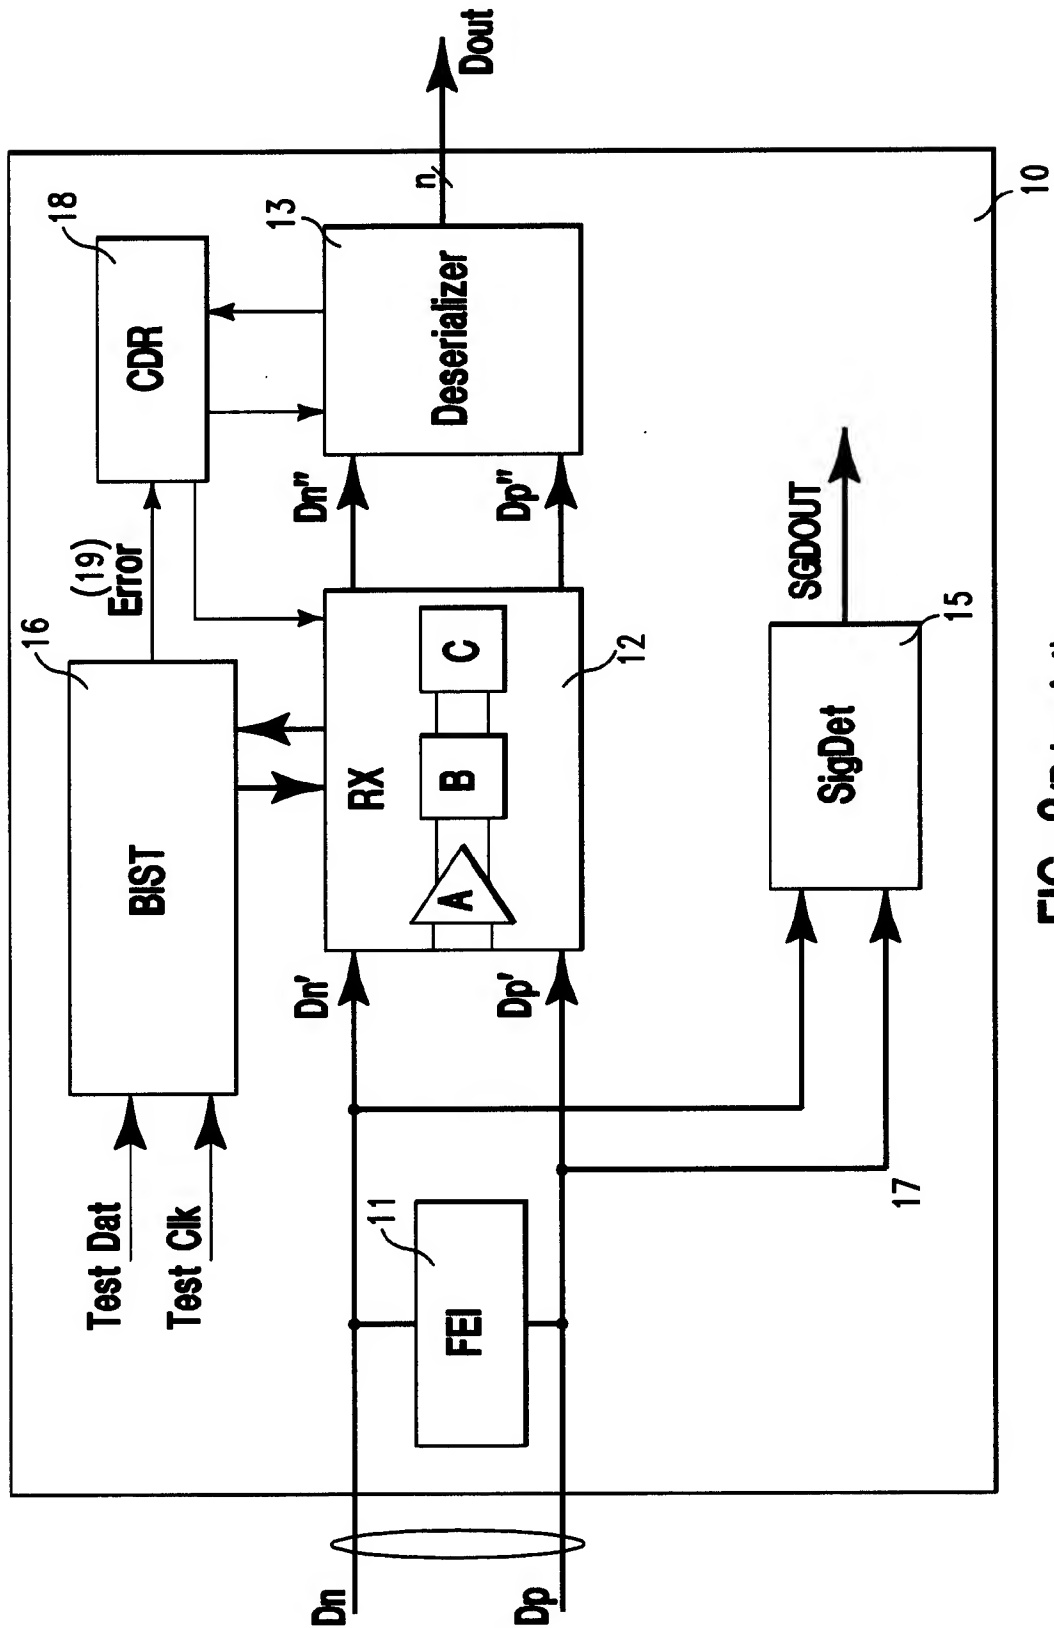 Test Dat
Test Clk
BIST
16
(19)
Error
CDR
18
Dn
Dp
FEI
11
Dn'
Dp'
RX
A
B
C
12
Dn"
Dp"
Deserializer
13
n
Dout
17
SigDet
15
SGDOUT
10